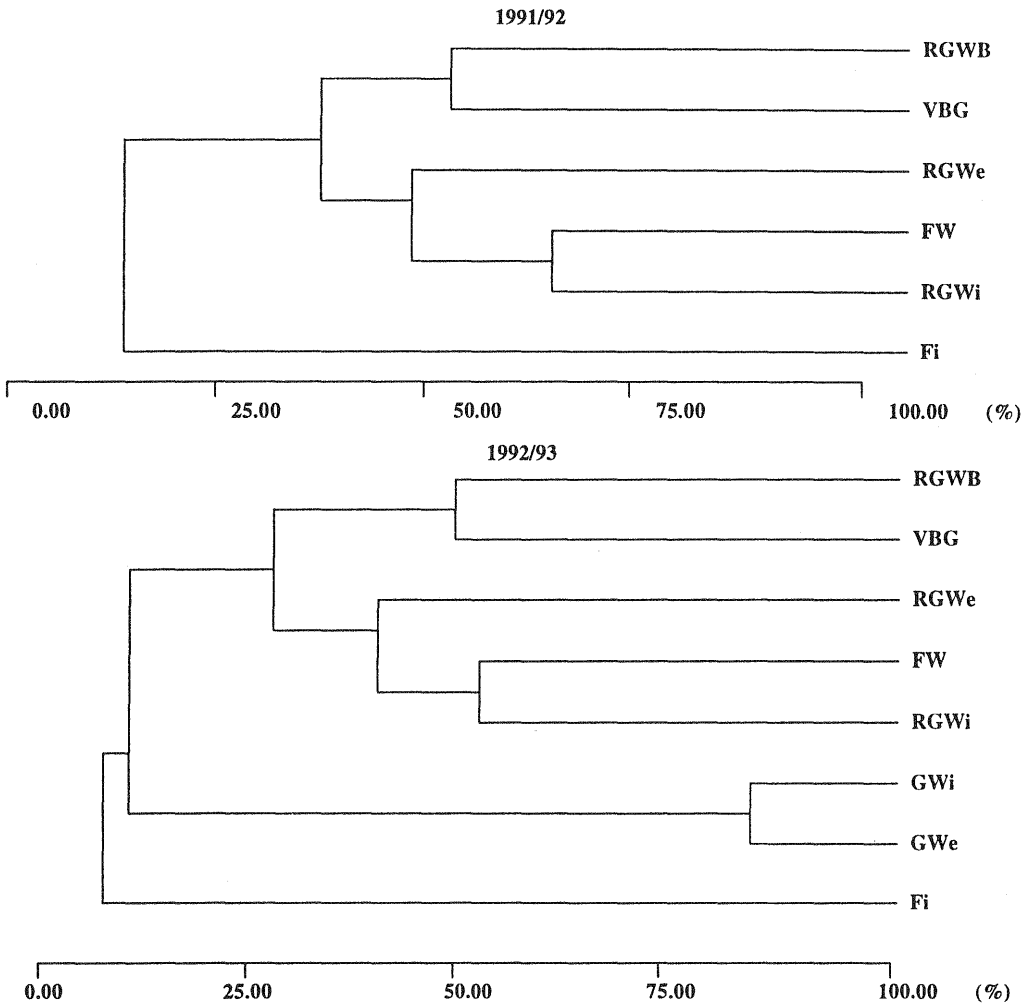 1991/92
RGWB
VBG
RGWe
FW
RGWi
Fi
0.00 25.00 50.00 75.00 100.00 (%)
1992/93
RGWB
VBG
RGWe
FW
RGWi
GWi
GWe
Fi
0.00 25.00 50.00 75.00 100.00 (%)